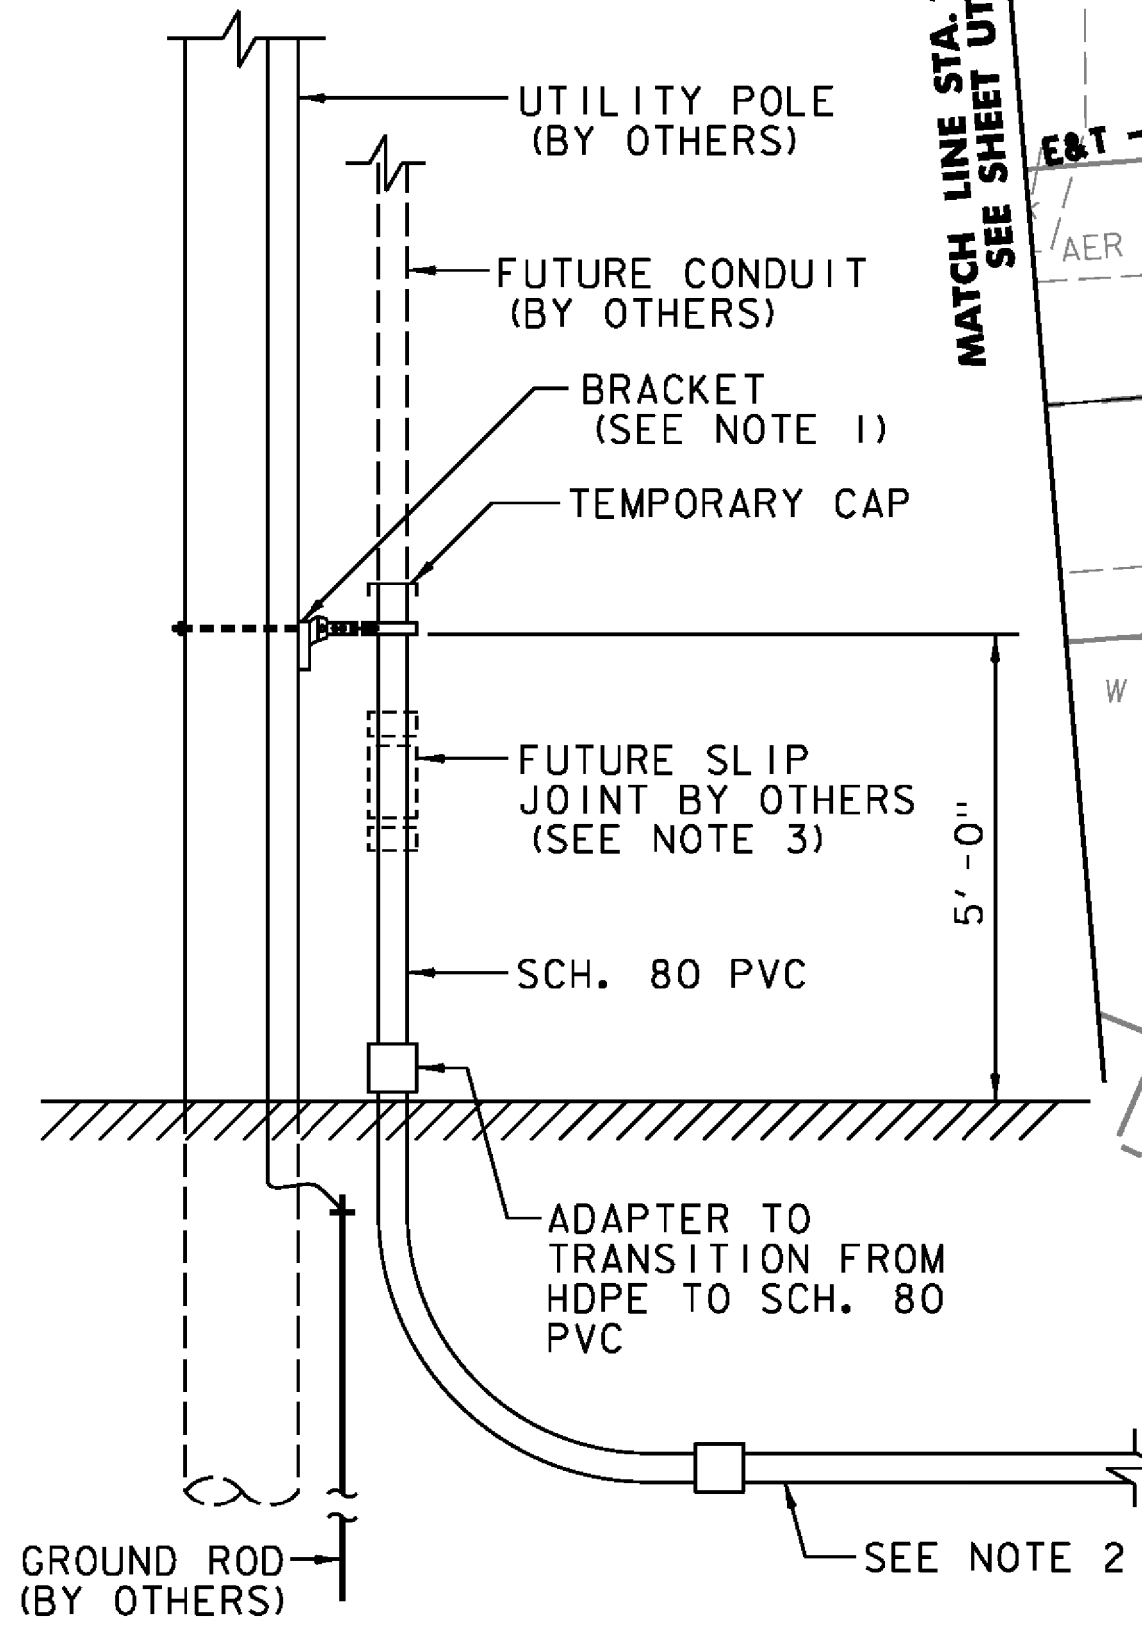 UTILITY POLE
(BY OTHERS)
FUTURE CONDUIT
(BY OTHERS)
BRACKET
(SEE NOTE 1)
TEMPORARY CAP
FUTURE SLIP
JOINT BY OTHERS
(SEE NOTE 3)
5'-0"
SCH. 80 PVC
ADAPTER TO
TRANSITION FROM
HDPE TO SCH. 80
PVC
SEE NOTE 2
GROUND ROD
(BY OTHERS)
MATCH LINE STA.
SEE SHEET UT
E&T
AER
W